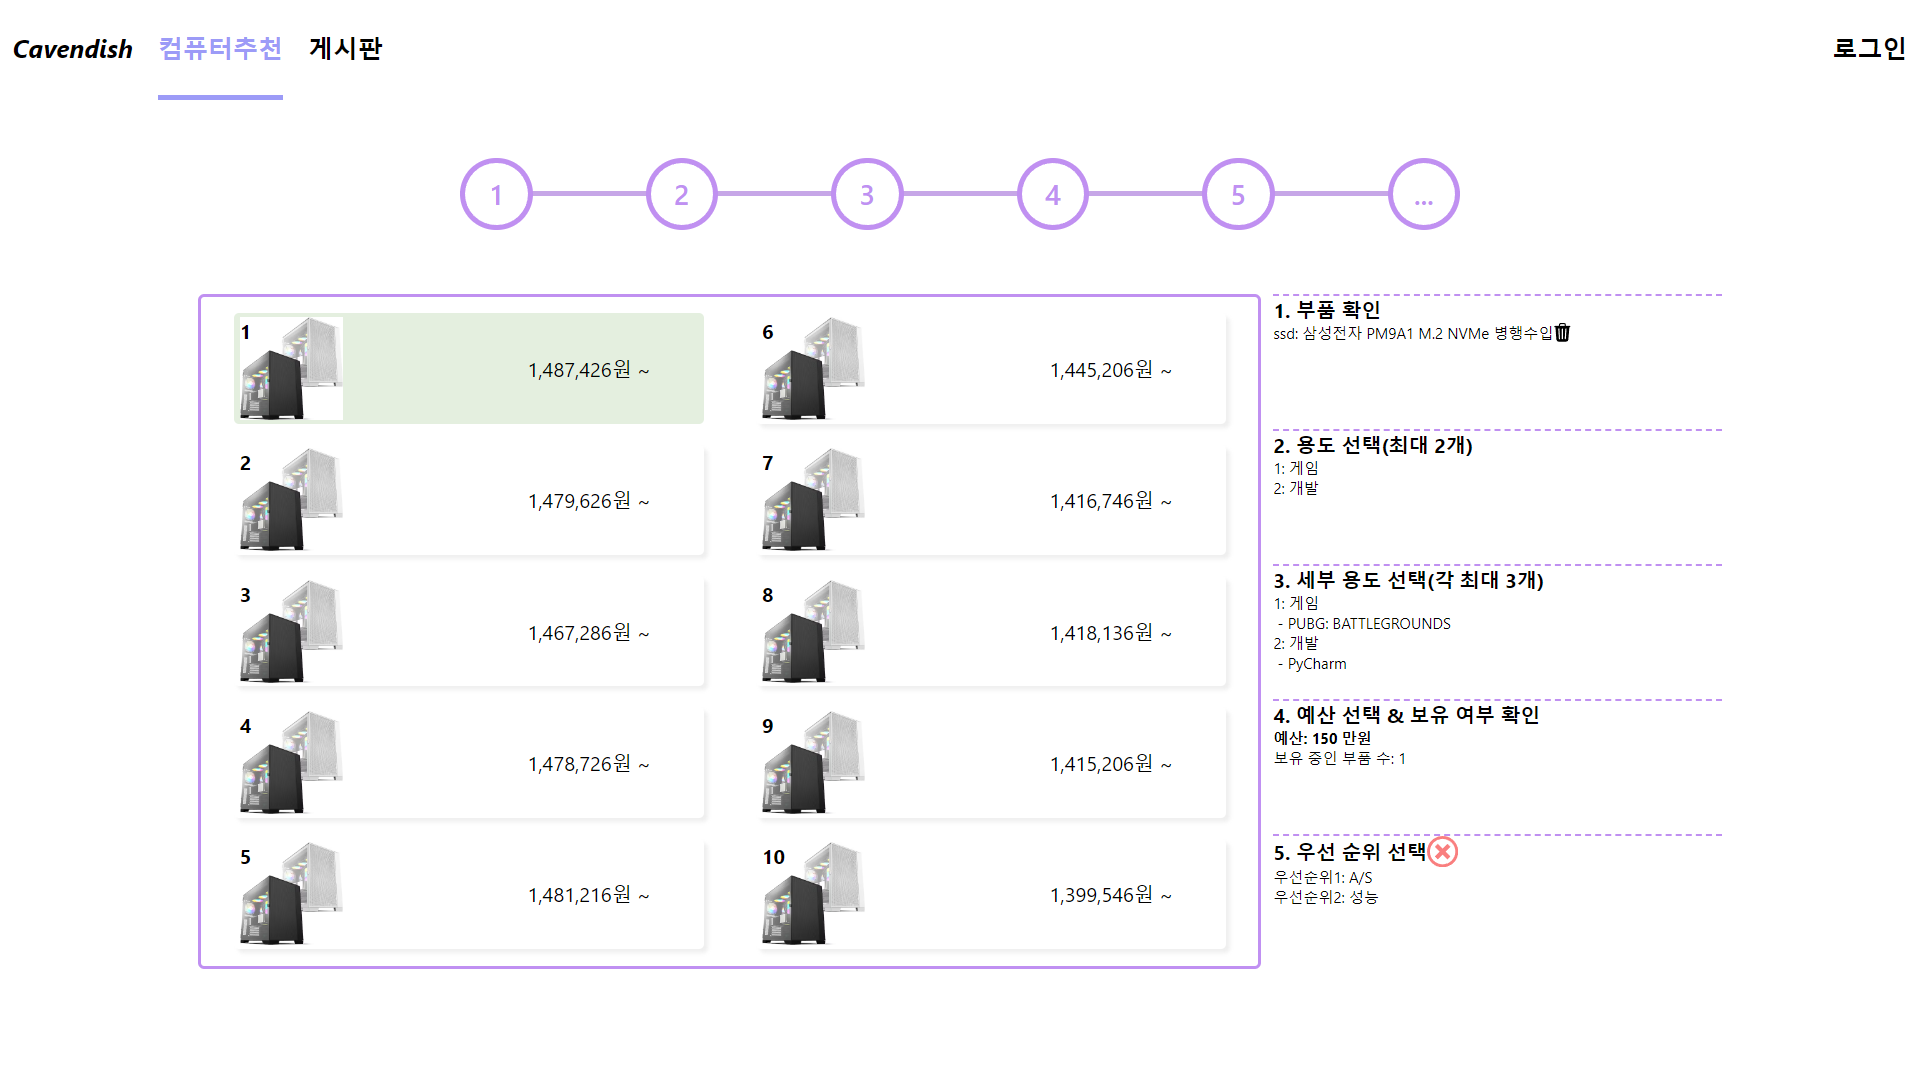 Cavendish 컴퓨터추천 게시판 로그인
1 2 3 4 5 ...
1
1,487,426원 ~
2
1,479,626원 ~
3
1,467,286원 ~
4
1,478,726원 ~
5
1,481,216원 ~
6
1,445,206원 ~
7
1,416,746원 ~
8
1,418,136원 ~
9
1,415,206원 ~
10
1,399,546원 ~
1. 부품 확인
ssd: 삼성전자 PM9A1 M.2 NVMe 병행수입
2. 용도 선택(최대 2개)
1: 게임
2: 개발
3. 세부 용도 선택(각 최대 3개)
1: 게임
- PUBG: BATTLEGROUNDS
2: 개발
- PyCharm
4. 예산 선택 & 보유 여부 확인
예산: 150 만원
보유 중인 부품 수: 1
5. 우선 순위 선택
우선순위1: A/S
우선순위2: 성능